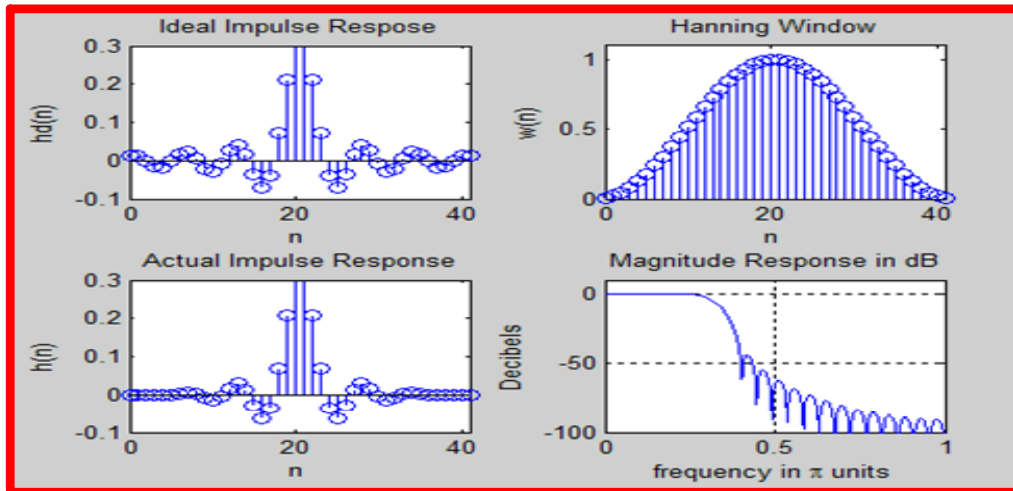 Ideal Impulse Respose
hd(n)
0.3
0.2
0.1
0
-0.1
0
20
40
n
Hanning Window
w(n)
1
0.5
0
0
20
40
n
Actual Impulse Response
h(n)
0.3
0.2
0.1
0
-0.1
0
20
40
n
Magnitude Response in dB
Decibels
0
-50
-100
0
0.5
1
frequency in π units